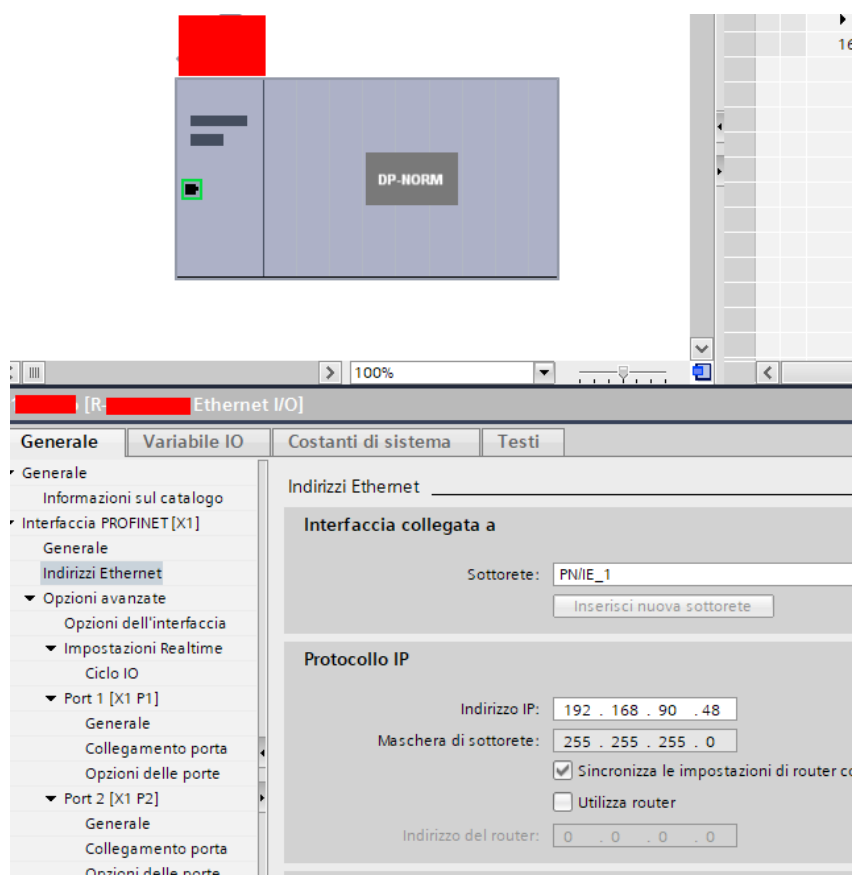 16
DP-NORM
100%
[R- Ethernet I/O]
Generale
Variabile IO
Costanti di sistema
Testi
Generale
Informazioni sul catalogo
Interfaccia PROFINET [X1]
Generale
Indirizzi Ethernet
Opzioni avanzate
Opzioni dell'interfaccia
Impostazioni Realtime
Ciclo IO
Port 1 [X1 P1]
Generale
Collegamento porta
Opzioni delle porte
Port 2 [X1 P2]
Generale
Collegamento porta
Opzioni delle porte
Indirizzi Ethernet
Interfaccia collegata a
Sottorete: PN/IE_1
Inserisci nuova sottorete
Protocollo IP
Indirizzo IP: 192 . 168 . 90 . 48
Maschera di sottorete: 255 . 255 . 255 . 0
Sincronizza le impostazioni di router co
Utilizza router
Indirizzo del router: 0 . 0 . 0 . 0